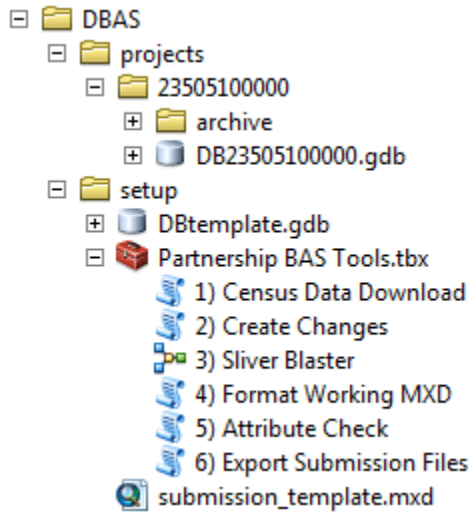 DBAS
projects
23505100000
archive
DB23505100000.gdb
setup
DBtemplate.gdb
Partnership BAS Tools.tbx
1) Census Data Download
2) Create Changes
3) Sliver Blaster
4) Format Working MXD
5) Attribute Check
6) Export Submission Files
submission_template.mxd